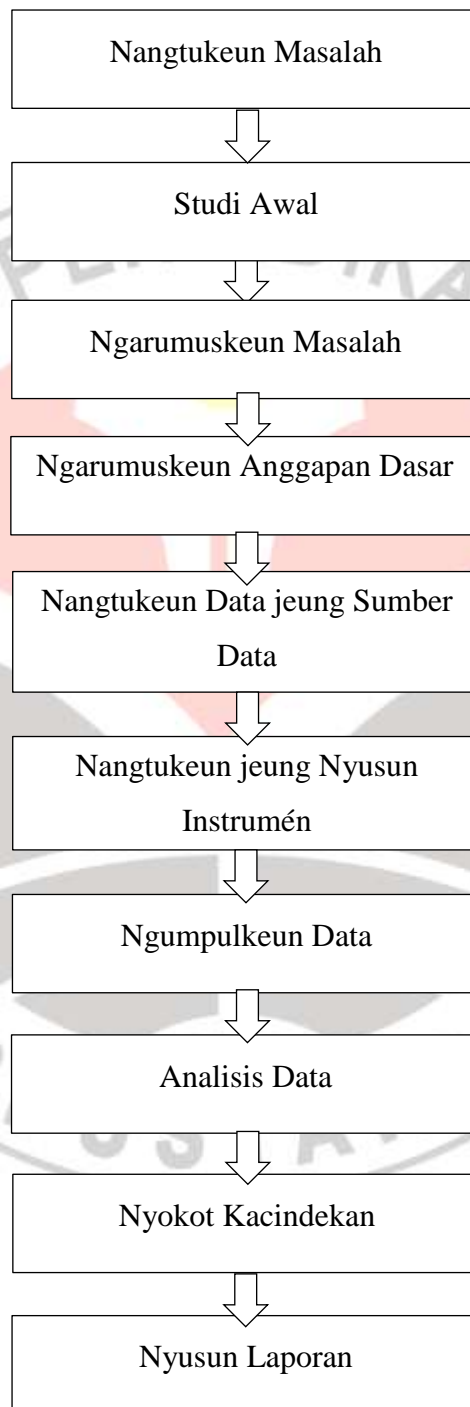 Nangtukeun Masalah
Studi Awal
Ngarumuskeun Masalah
Ngarumuskeun Anggapan Dasar
Nangtukeun Data jeung Sumber
Data
Nangtukeun jeung Nyusun
Instrumén
Ngumpulkeun Data
Analisis Data
Nyokot Kacindekan
Nyusun Laporan